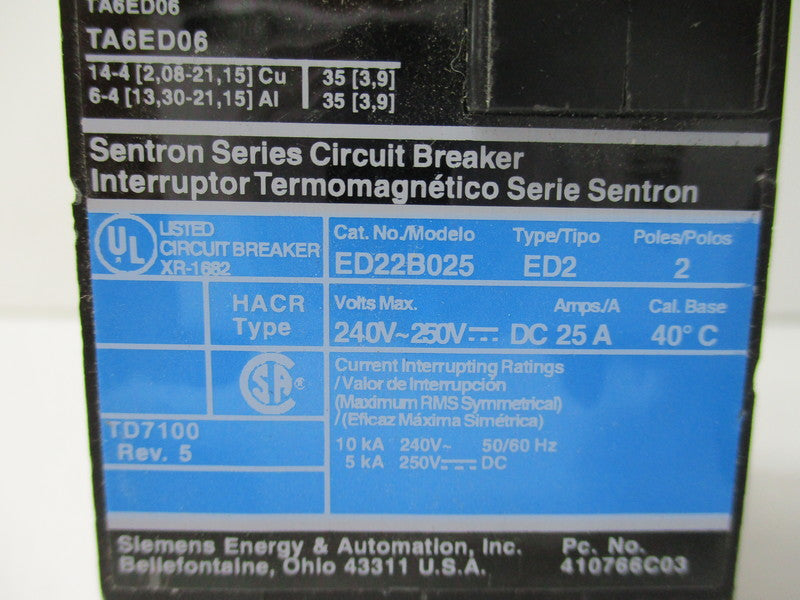 TA6ED06
TA6ED06
14-4 [2,08-21,15] Cu 35 [3,9]
6-4 [13,30-21,15] Al 35 [3,9]
Sentron Series Circuit Breaker
Interruptor Termomagnético Serie Sentron
UL LISTED
CIRCUIT BREAKER
XR-1682
Cat. No./Modelo Type/Tipo Poles/Polos
ED22B025 ED2 2
HACR
Type
Volts Max. Amps./A Cal. Base
240V~250V⎓ DC 25 A 40° C
SA ®
Current Interrupting Ratings
/Valor de Interrupción
(Maximum RMS Symmetrical)
/(Eficaz Máxima Simétrica)
10 kA 240V~ 50/60 Hz
5 kA 250V⎓ DC
TD7100
Rev. 5
Siemens Energy & Automation, Inc. Pc. No.
Bellefontaine, Ohio 43311 U.S.A. 410766C03